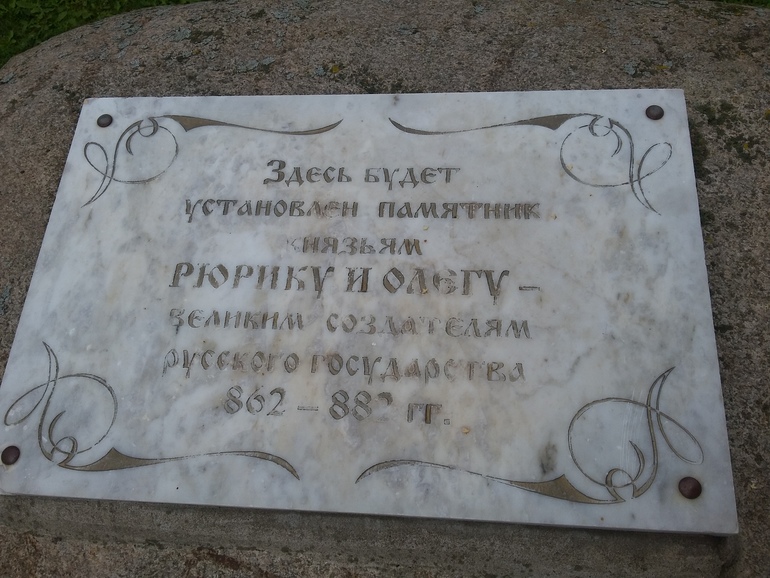 Здесь будет
установлен памятник
князьям
РЮРИКУ И ОЛЕГУ –
великим создателям
русского государства
862 – 882 гг.